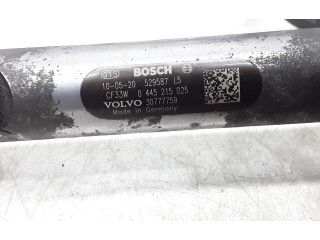 BOSCH
10-05-20 529587 L5
CF33W 0 445 215 025
VOLVO 30777759
Made in Germany